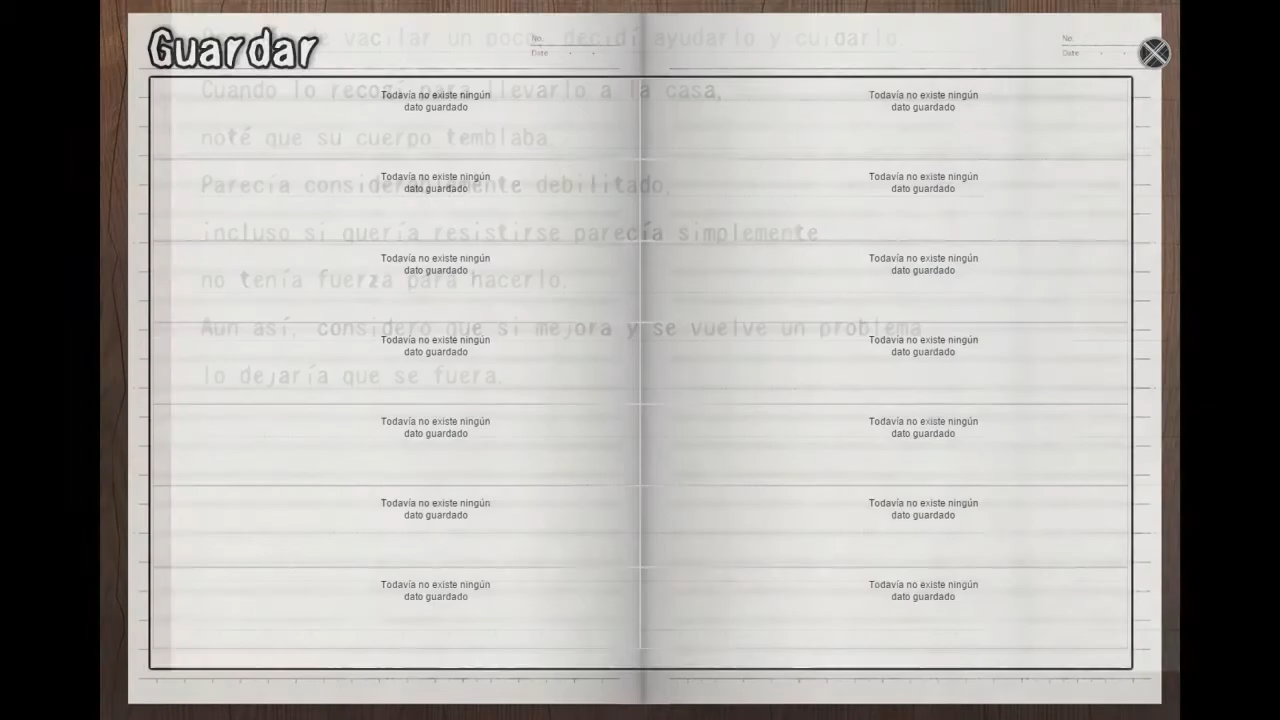 Guardar
No.
Date
No.
Date
de vacilar un poco, decidí ayudarlo y cuidarlo.
Cuando lo recogí para llevarlo a la casa,
noté que su cuerpo temblaba.
Parecía considerablemente debilitado,
incluso si quería resistirse parecía simplemente
no tenía fuerza para hacerlo.
Aun así, considero que si mejora y se vuelve un problema
lo dejaría que se fuera.
Todavía no existe ningún
dato guardado
Todavía no existe ningún
dato guardado
Todavía no existe ningún
dato guardado
Todavía no existe ningún
dato guardado
Todavía no existe ningún
dato guardado
Todavía no existe ningún
dato guardado
Todavía no existe ningún
dato guardado
Todavía no existe ningún
dato guardado
Todavía no existe ningún
dato guardado
Todavía no existe ningún
dato guardado
Todavía no existe ningún
dato guardado
Todavía no existe ningún
dato guardado
Todavía no existe ningún
dato guardado
Todavía no existe ningún
dato guardado